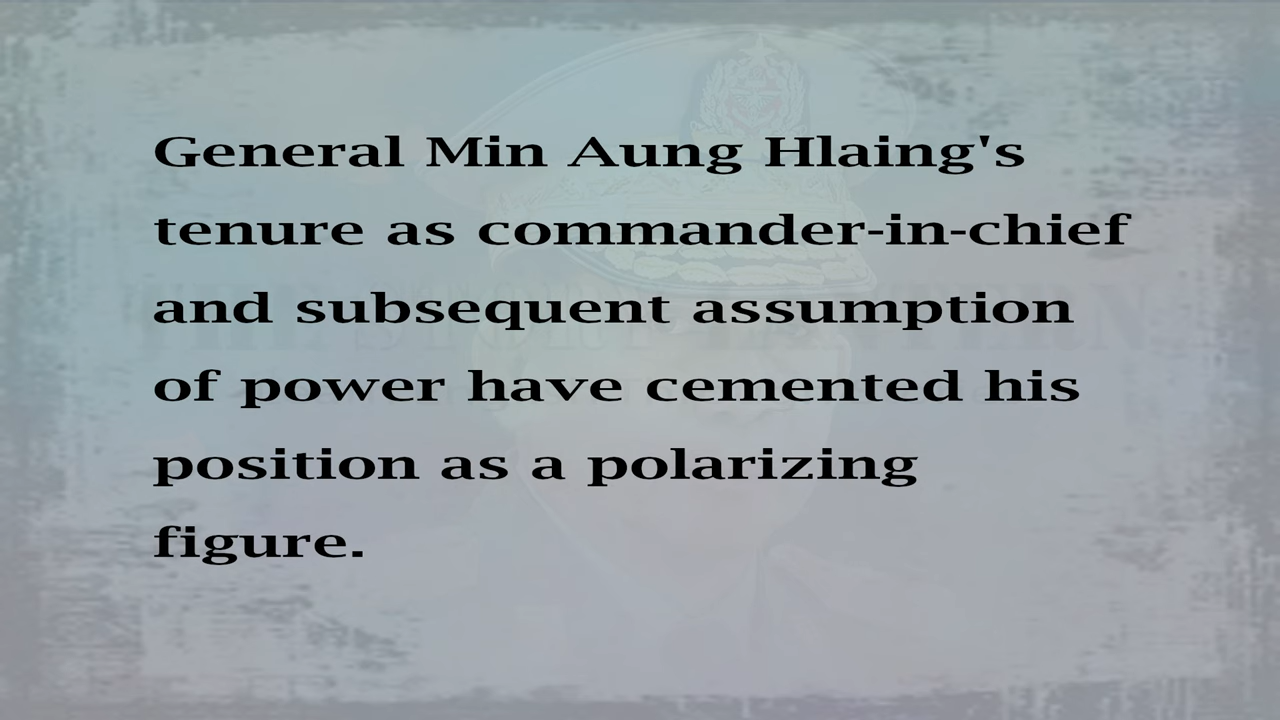 General Min Aung Hlaing's
tenure as commander-in-chief
and subsequent assumption
of power have cemented his
position as a polarizing
figure.